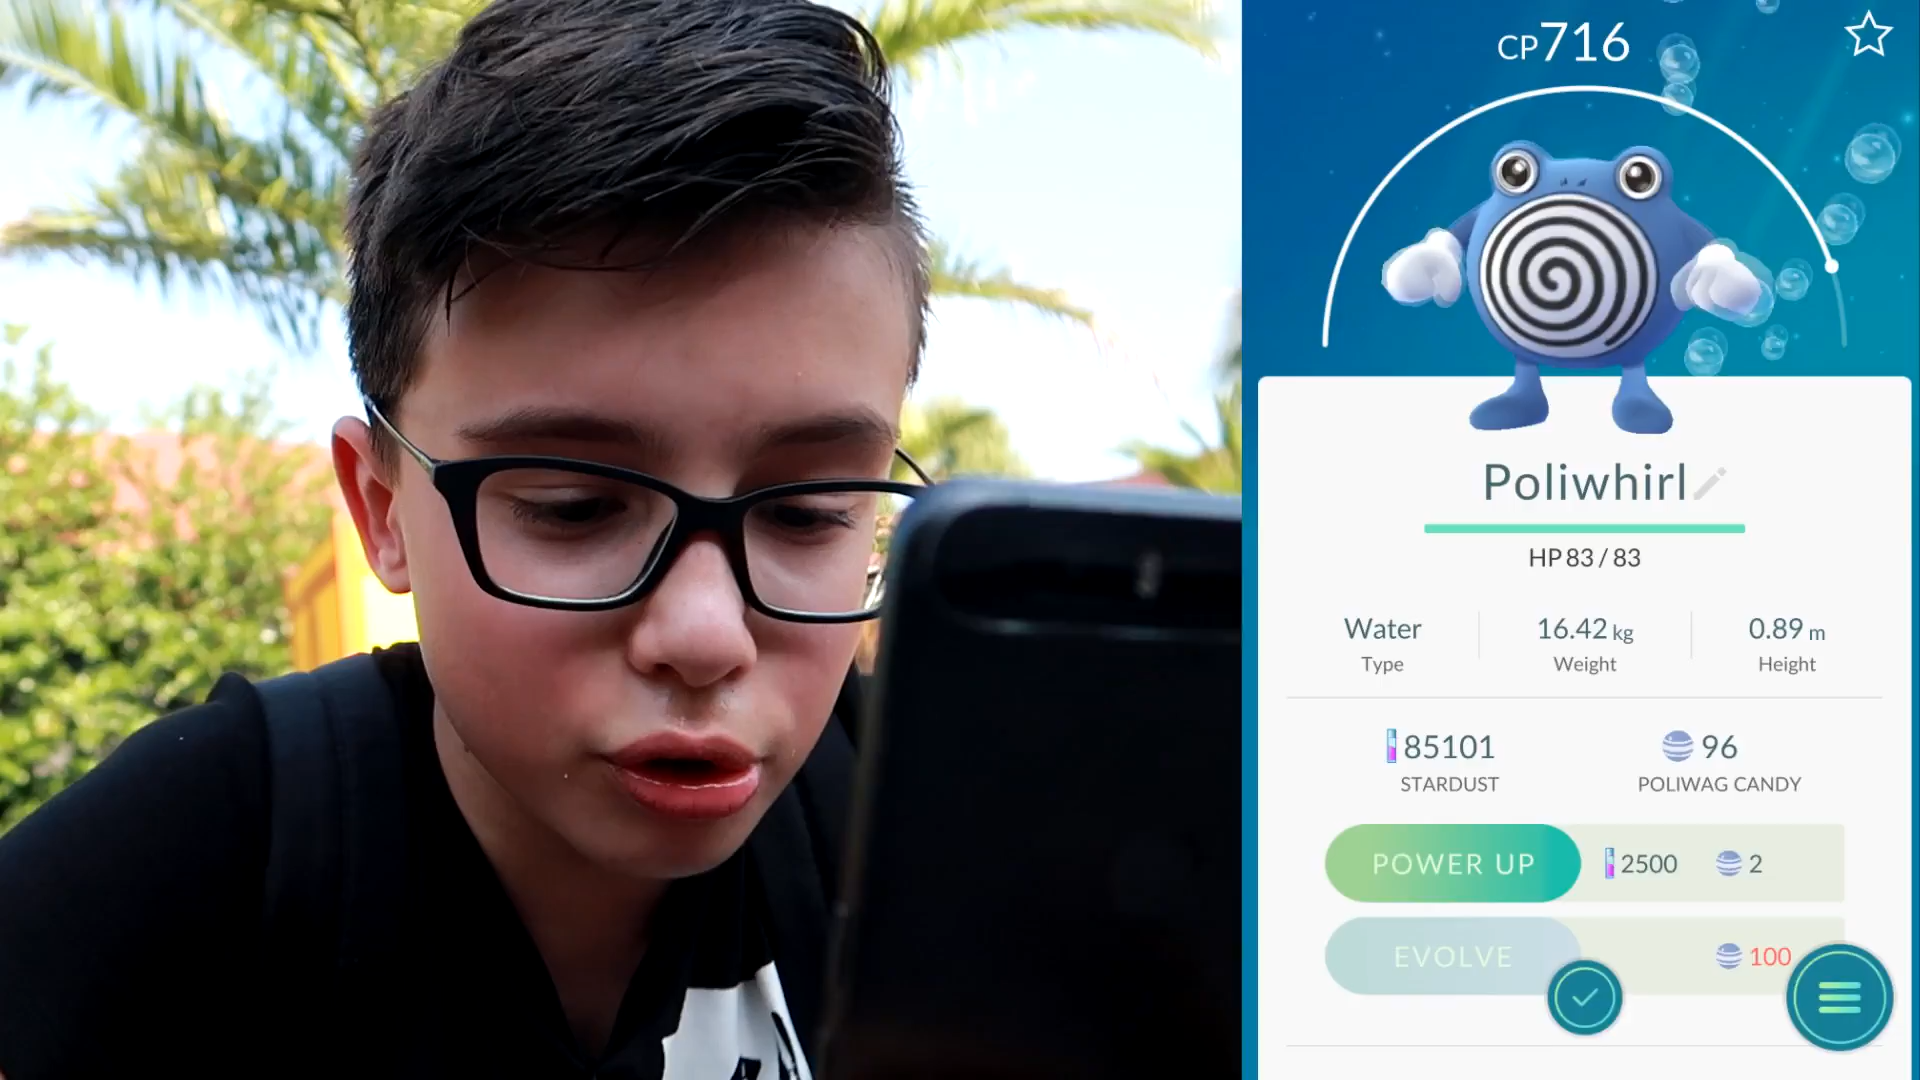 CP716
Poliwhirl
HP 83 / 83
Water
Type
16.42 kg
Weight
0.89 m
Height
85101
STARDUST
96
POLIWAG CANDY
POWER UP
2500
2
EVOLVE
100